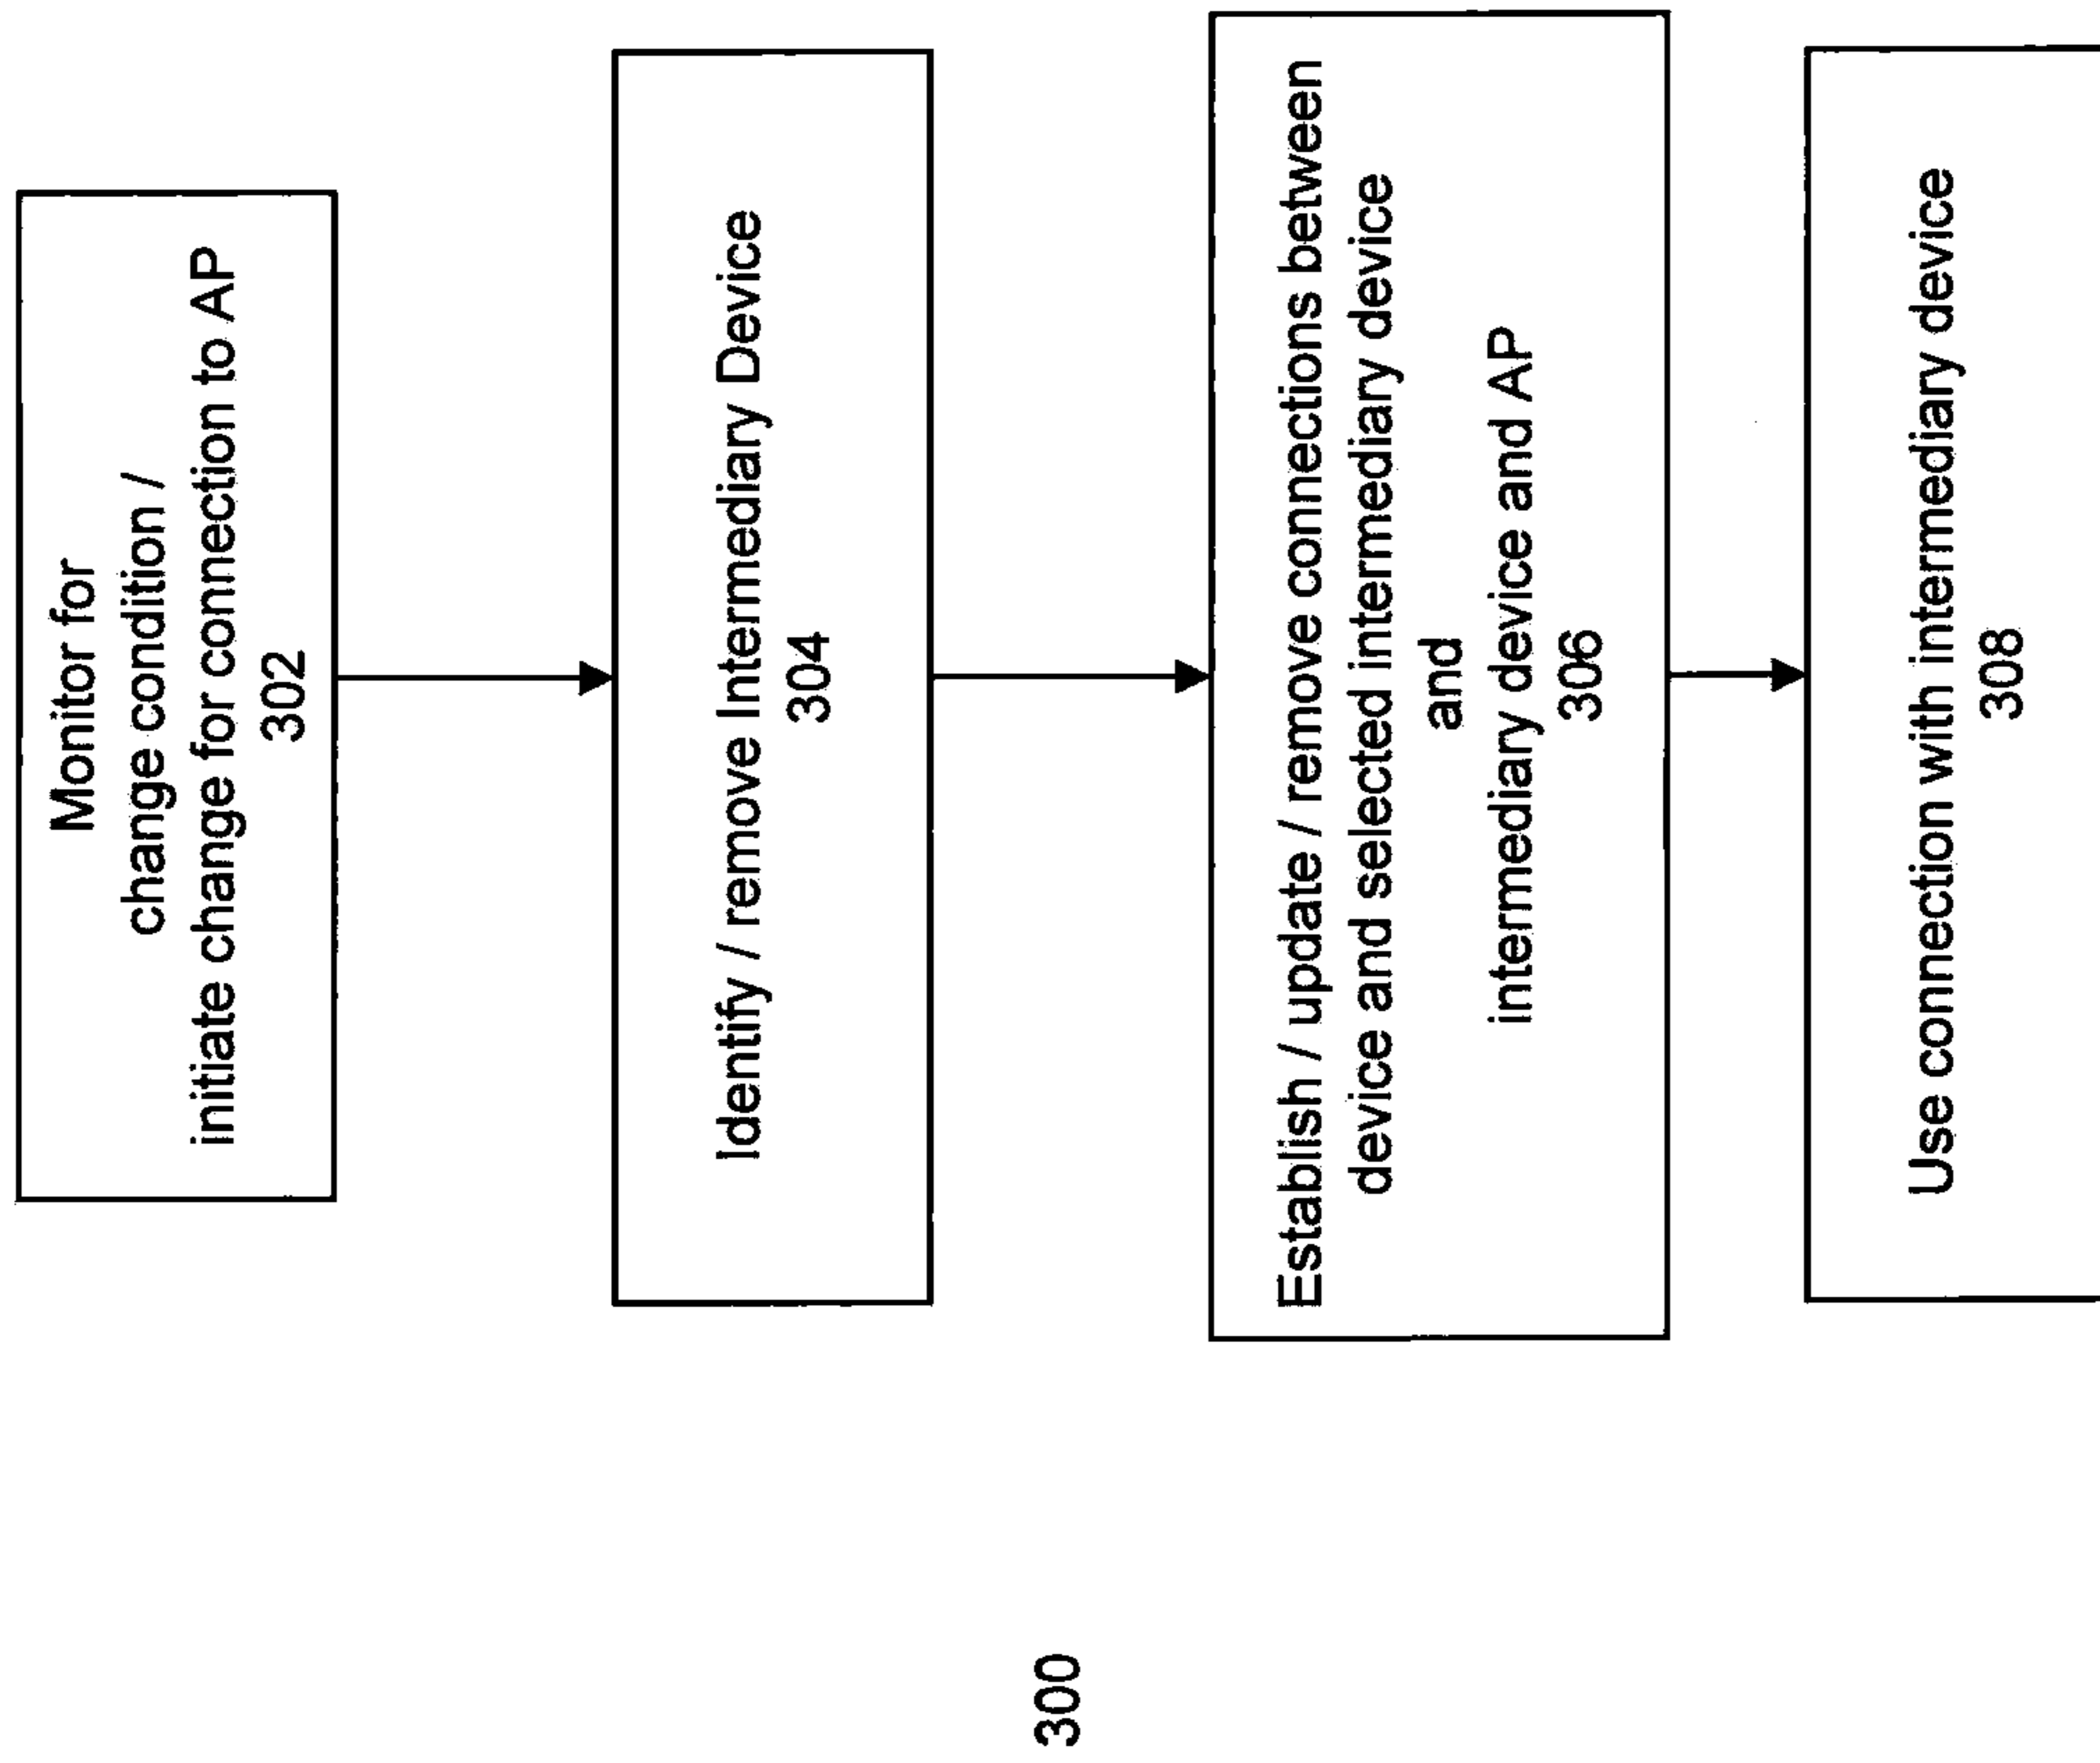 Monitor for
change condition /
initiate change for connection to AP
302
Identify / remove Intermediary Device
304
Establish / update / remove connections between
device and selected intermediary device
and
intermediary device and AP
306
Use connection with intermediary device
308
300